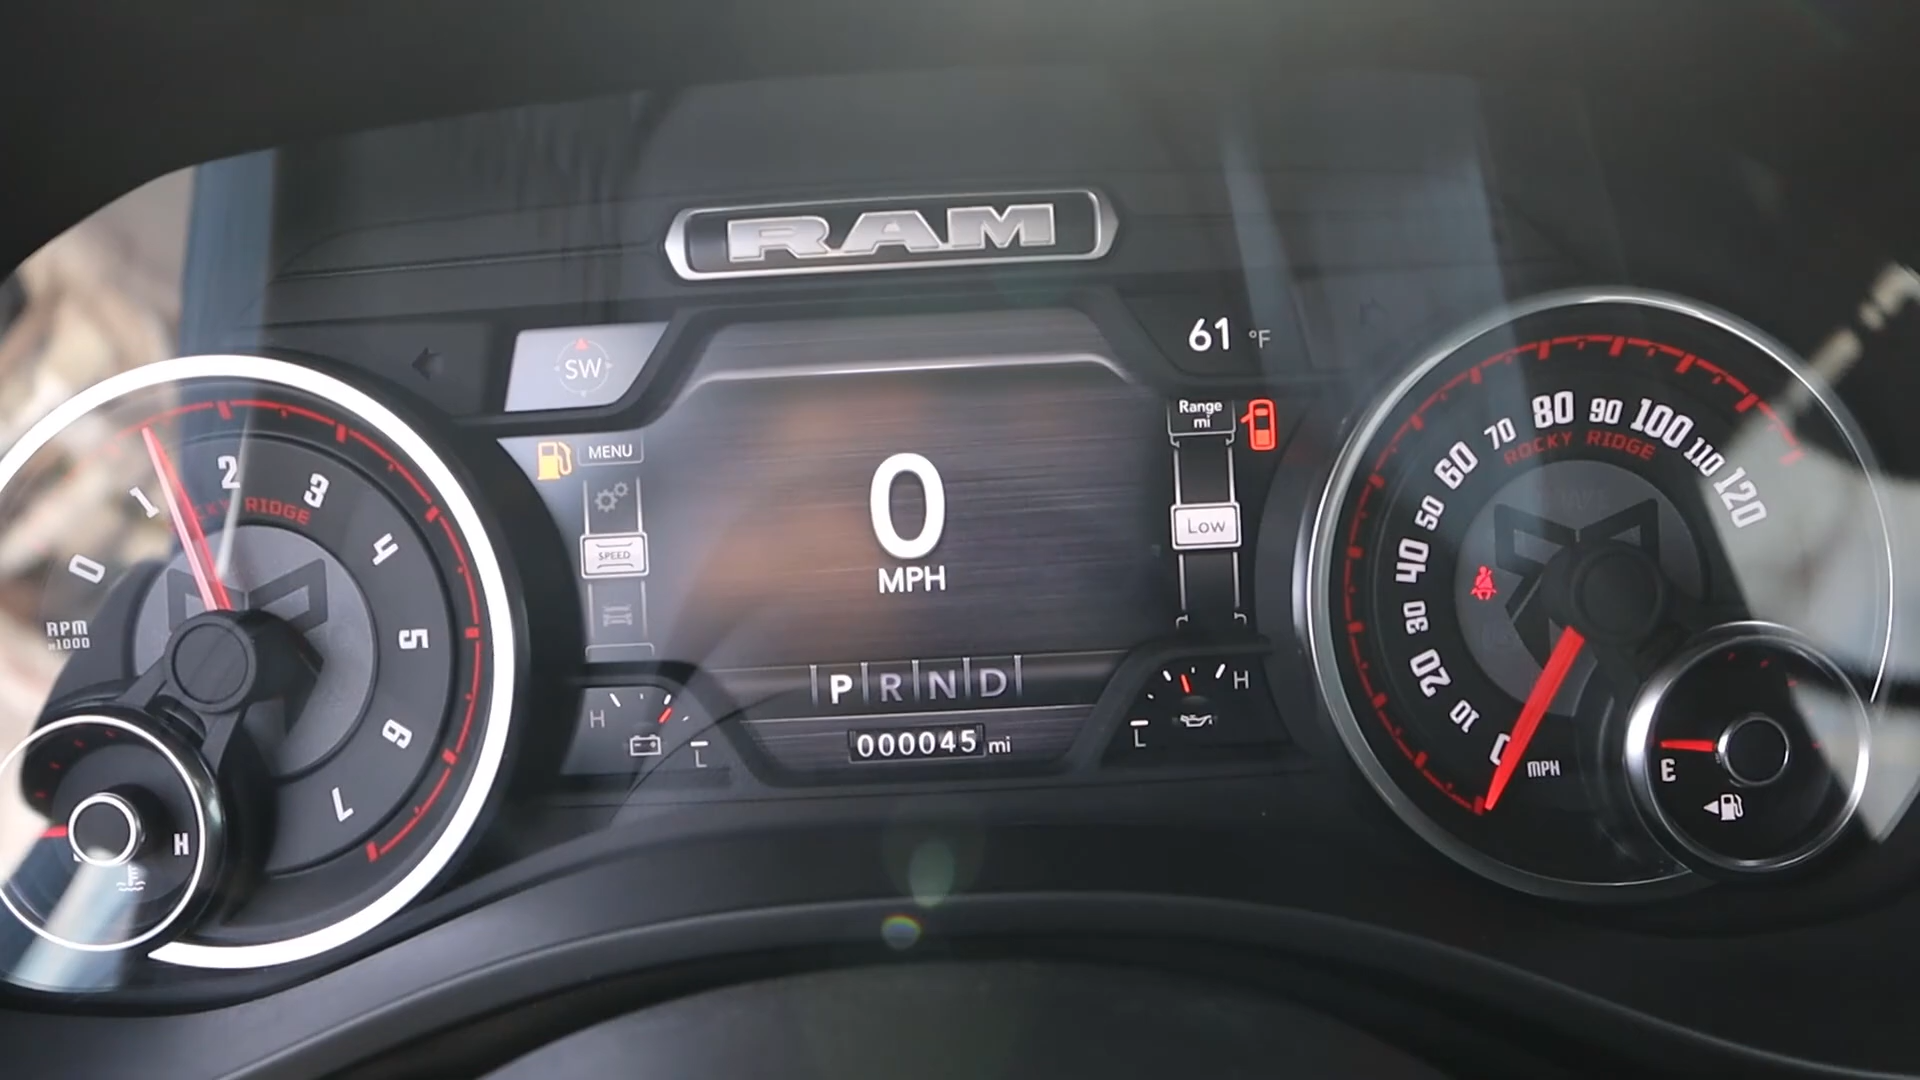 RAM
SW
61 °F
MENU
SPEED
Range
mi
Low
0
MPH
P R N D
000045 mi
H
L
H
L
0
1
2
3
4
5
6
7
RPM
x1000
RIDGE
H
0
10
20
30
40
50
60
70
80
90
100
110
120
ROCKY RIDGE
MPH
E